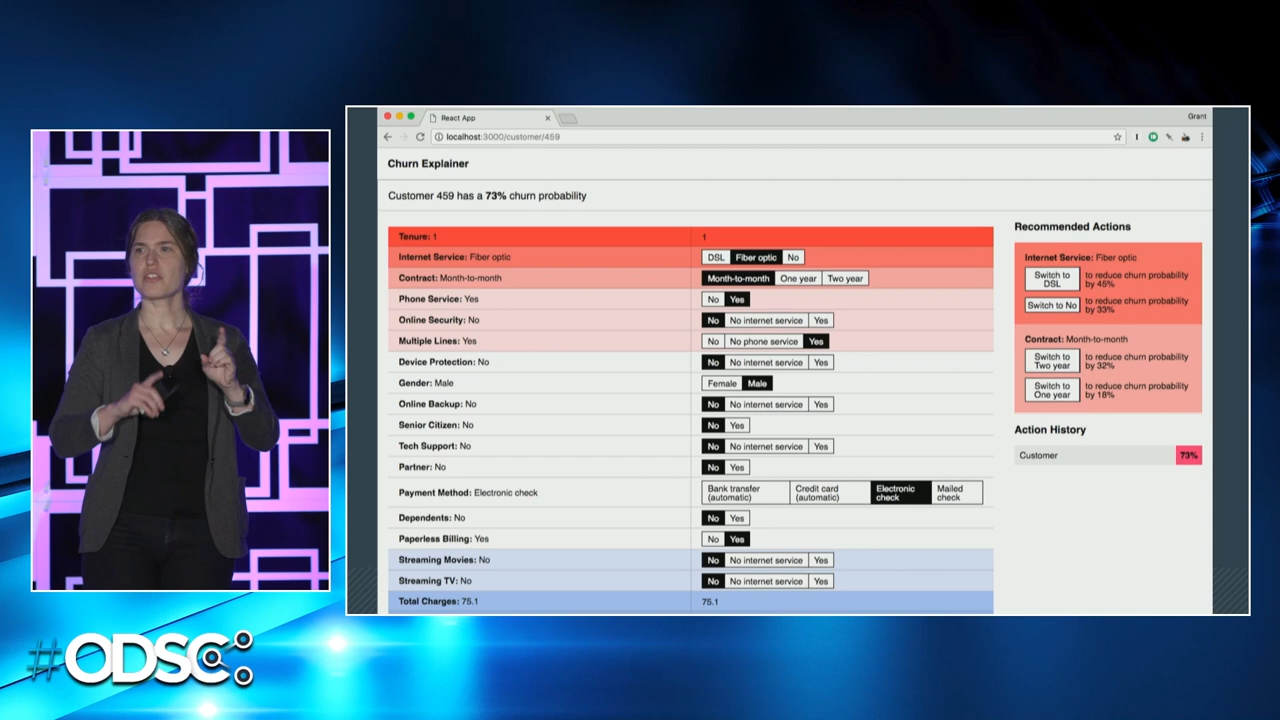 React App
Grant
localhost:3000/customer/459
Churn Explainer
Customer 459 has a 73% churn probability
Tenure: 1
1
Internet Service: Fiber optic
DSL Fiber optic No
Contract: Month-to-month
Month-to-month One year Two year
Phone Service: Yes
No Yes
Online Security: No
No No internet service Yes
Multiple Lines: Yes
No No phone service Yes
Device Protection: No
No No internet service Yes
Gender: Male
Female Male
Online Backup: No
No No internet service Yes
Senior Citizen: No
No Yes
Tech Support: No
No No internet service Yes
Partner: No
No Yes
Payment Method: Electronic check
Bank transfer
(automatic)
Credit card
(automatic)
Electronic
check
Mailed
check
Dependents: No
No Yes
Paperless Billing: Yes
No Yes
Streaming Movies: No
No No internet service Yes
Streaming TV: No
No No internet service Yes
Total Charges: 75.1
75.1
Recommended Actions
Internet Service: Fiber optic
Switch to
DSL
to reduce churn probability
by 45%
Switch to No
to reduce churn probability
by 33%
Contract: Month-to-month
Switch to
Two year
to reduce churn probability
by 32%
Switch to
One year
to reduce churn probability
by 18%
Action History
Customer 73%
#ODSC